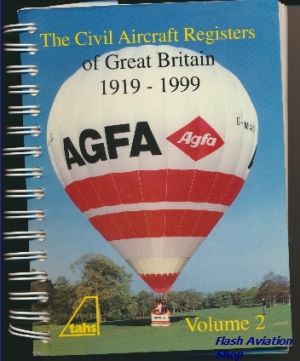 The Civil Aircraft Registers
of Great Britain
1919 - 1999
AGFA
Agfa
tahs
Volume 2
Flash Aviation
Shop